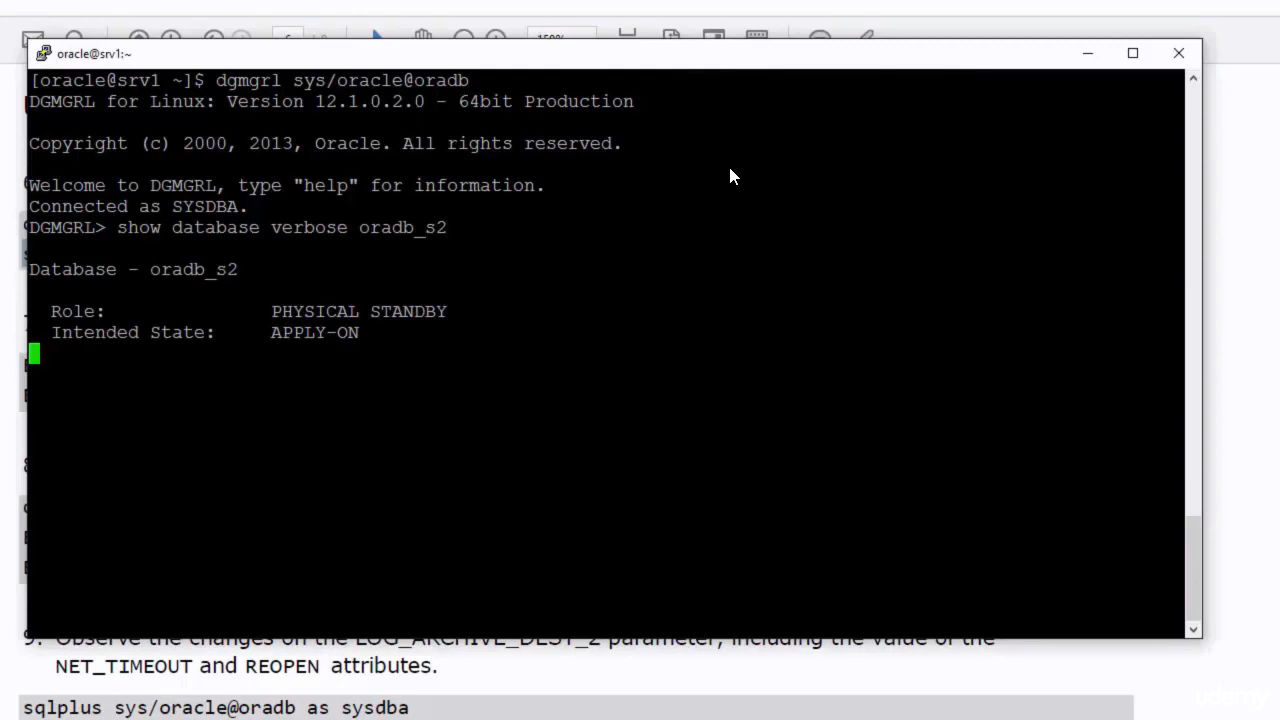 oracle@srv1:~
[oracle@srv1 ~]$ dgmgrl sys/oracle@oradb
DGMGRL for Linux: Version 12.1.0.2.0 - 64bit Production
Copyright (c) 2000, 2013, Oracle. All rights reserved.
Welcome to DGMGRL, type "help" for information.
Connected as SYSDBA.
DGMGRL> show database verbose oradb_s2
Database - oradb_s2
Role: PHYSICAL STANDBY
Intended State: APPLY-ON
9. Observe the changes on the LOG_ARCHIVE_DEST_2 parameter, including the value of the
NET_TIMEOUT and REOPEN attributes.
sqlplus sys/oracle@oradb as sysdba
udemy